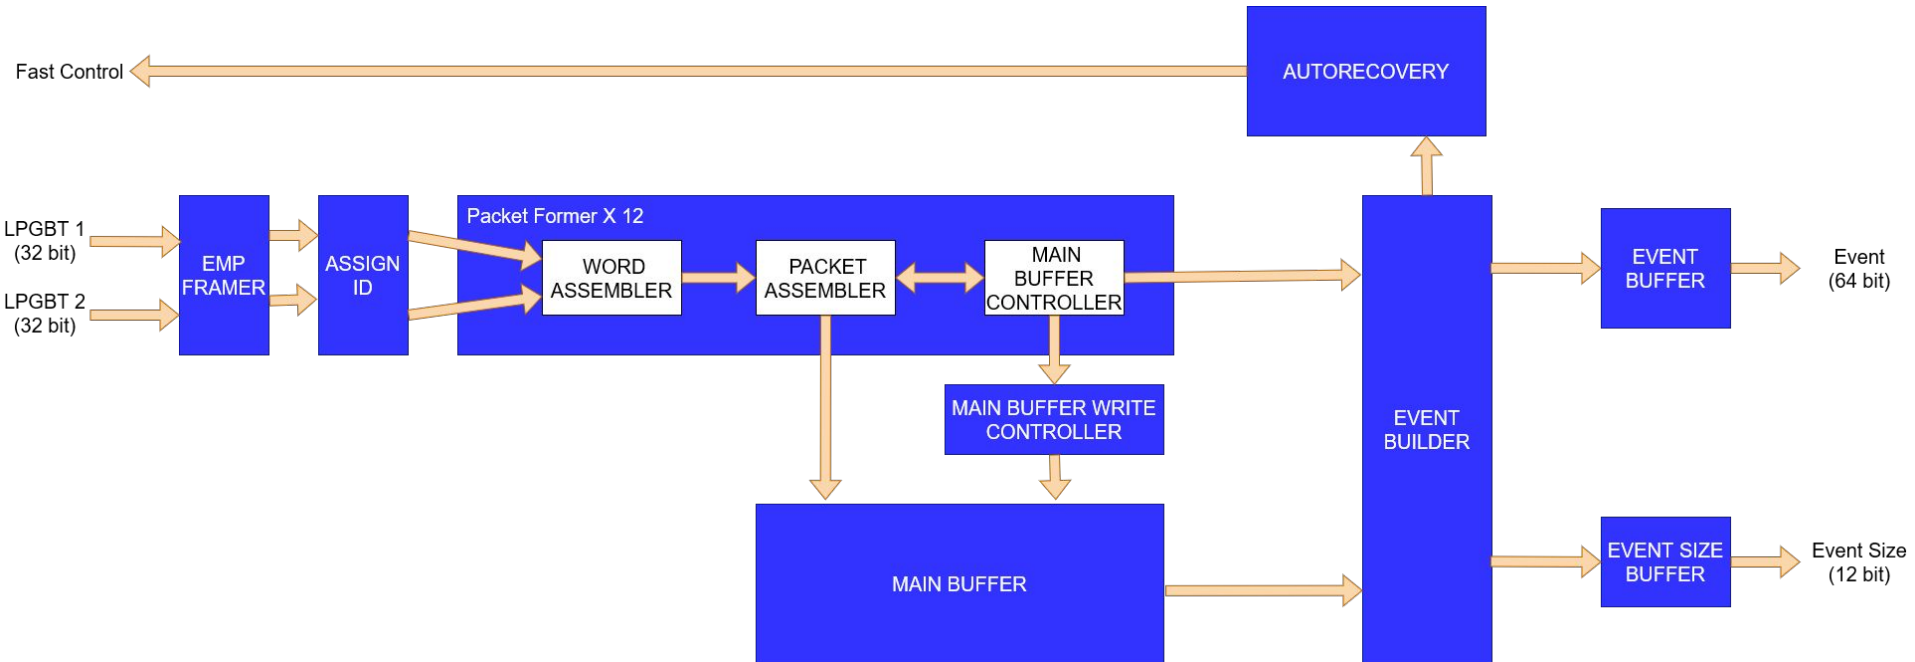 AUTORECOVERY
Fast Control
LPGBT 1
(32 bit)
LPGBT 2
(32 bit)
EMP
FRAMER
ASSIGN
ID
Packet Former X 12
WORD
ASSEMBLER
PACKET
ASSEMBLER
MAIN
BUFFER
CONTROLLER
MAIN BUFFER WRITE
CONTROLLER
MAIN BUFFER
EVENT
BUILDER
EVENT
BUFFER
Event
(64 bit)
EVENT SIZE
BUFFER
Event Size
(12 bit)